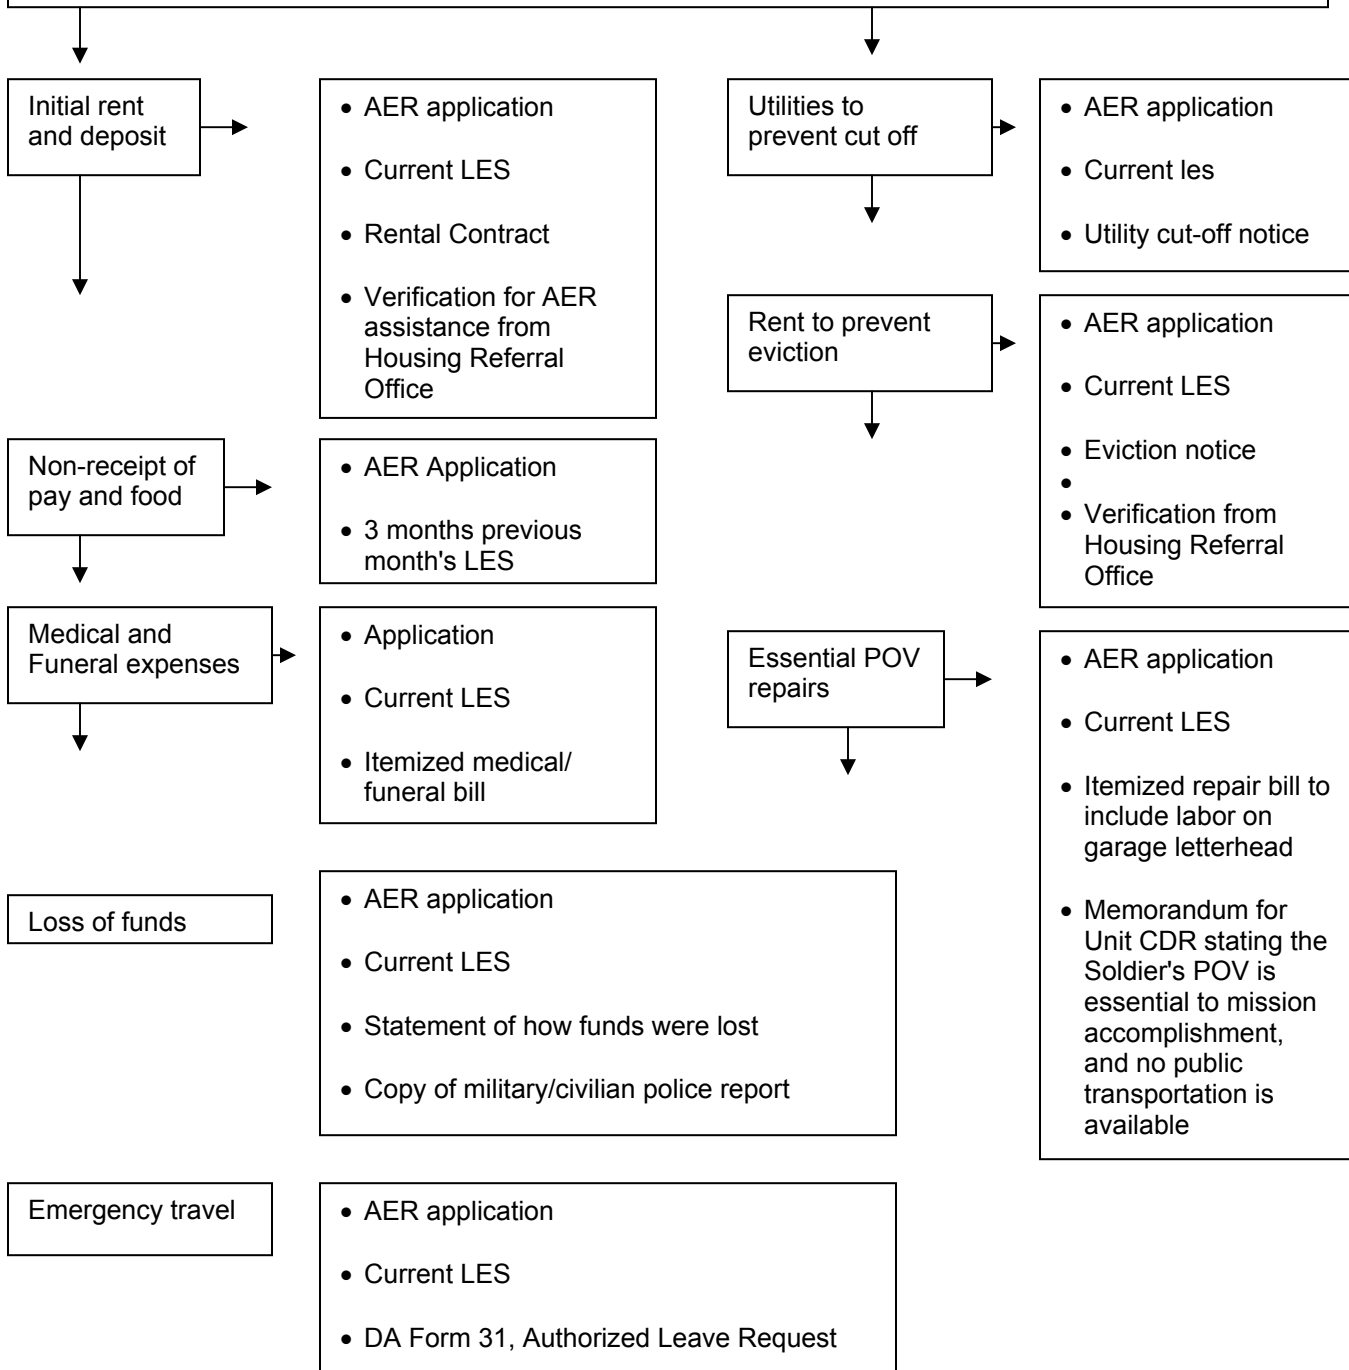 Initial rent
and deposit
• AER application
• Current LES
• Rental Contract
• Verification for AER
assistance from
Housing Referral
Office
Utilities to
prevent cut off
• AER application
• Current les
• Utility cut-off notice
Rent to prevent
eviction
• AER application
• Current LES
• Eviction notice
•
• Verification from
Housing Referral
Office
Non-receipt of
pay and food
• AER Application
• 3 months previous
month's LES
Medical and
Funeral expenses
• Application
• Current LES
• Itemized medical/
funeral bill
Essential POV
repairs
• AER application
• Current LES
• Itemized repair bill to
include labor on
garage letterhead
• Memorandum for
Unit CDR stating the
Soldier's POV is
essential to mission
accomplishment,
and no public
transportation is
available
Loss of funds
• AER application
• Current LES
• Statement of how funds were lost
• Copy of military/civilian police report
Emergency travel
• AER application
• Current LES
• DA Form 31, Authorized Leave Request